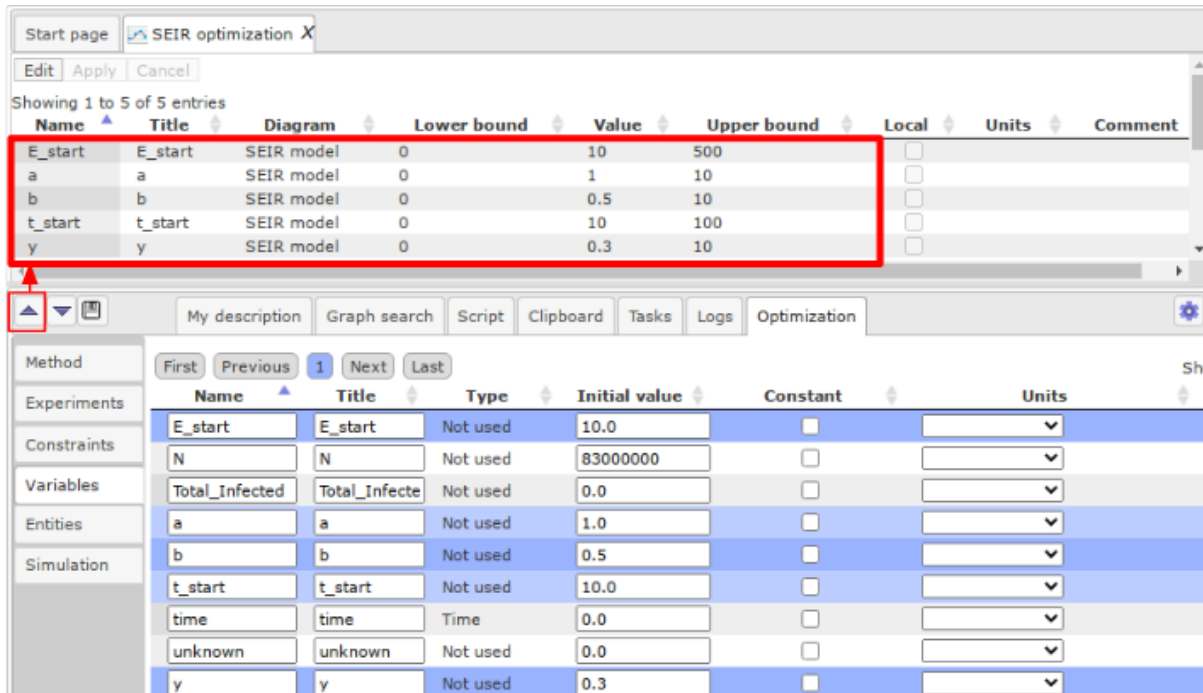 Start page SEIR optimization X
Edit Apply Cancel
Showing 1 to 5 of 5 entries
Name Title Diagram Lower bound Value Upper bound Local Units Comment
E_start E_start SEIR model 0 10 500
a a SEIR model 0 1 10
b b SEIR model 0 0.5 10
t_start t_start SEIR model 0 10 100
y y SEIR model 0 0.3 10
My description Graph search Script Clipboard Tasks Logs Optimization
Method
Experiments
Constraints
Variables
Entities
Simulation
First Previous 1 Next Last Sh
Name Title Type Initial value Constant Units
E_start E_start Not used 10.0
N N Not used 83000000
Total_Infected Total_Infecte Not used 0.0
a a Not used 1.0
b b Not used 0.5
t_start t_start Not used 10.0
time time Time 0.0
unknown unknown Not used 0.0
y y Not used 0.3